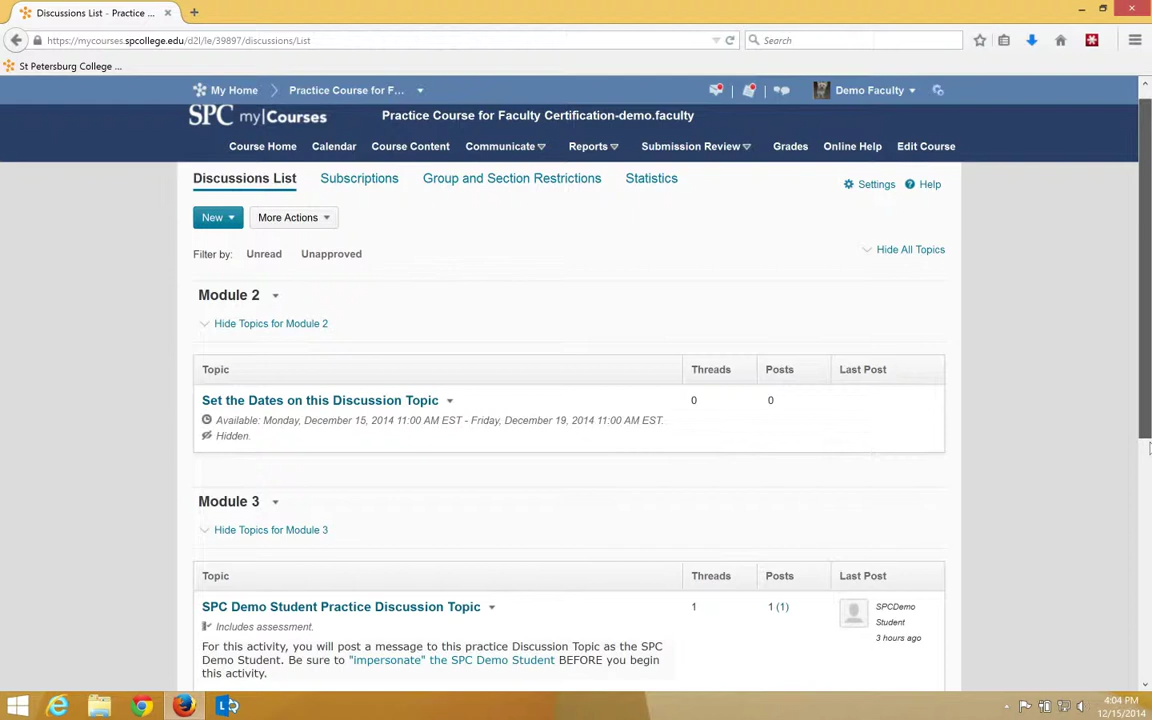 Discussions List - Practice ...
https://mycourses.spcollege.edu/d2l/le/39897/discussions/List
Search
St Petersburg College ...
My Home
Practice Course for F...
Demo Faculty
SPC my|Courses
Practice Course for Faculty Certification-demo.faculty
Course Home Calendar Course Content Communicate Reports Submission Review Grades Online Help Edit Course
Discussions List Subscriptions Group and Section Restrictions Statistics
Settings Help
New More Actions
Filter by: Unread Unapproved
Hide All Topics
Module 2
Hide Topics for Module 2
Topic Threads Posts Last Post
Set the Dates on this Discussion Topic 0 0
Available: Monday, December 15, 2014 11:00 AM EST - Friday, December 19, 2014 11:00 AM EST.
Hidden.
Module 3
Hide Topics for Module 3
Topic Threads Posts Last Post
SPC Demo Student Practice Discussion Topic 1 1 (1) SPCDemo
Student
Includes assessment.
3 hours ago
For this activity, you will post a message to this practice Discussion Topic as the SPC
Demo Student. Be sure to "impersonate" the SPC Demo Student BEFORE you begin
this activity.
4:04 PM
12/15/2014